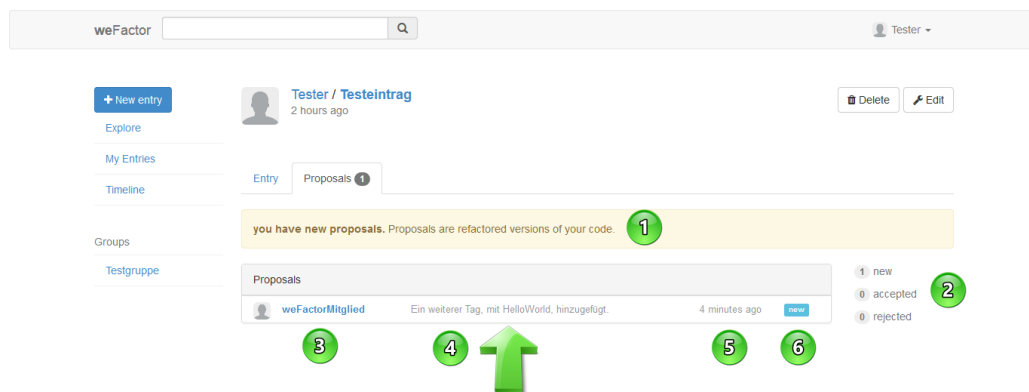 weFactor
Tester
+ New entry
Explore
My Entries
Timeline
Groups
Testgruppe
Tester / Testeintrag
2 hours ago
Delete
Edit
Entry
Proposals 1
you have new proposals. Proposals are refactored versions of your code.
1
Proposals
weFactorMitglied
Ein weiterer Tag, mit HelloWorld, hinzugefügt.
4 minutes ago
new
1 new
0 accepted
0 rejected
2
3
4
5
6